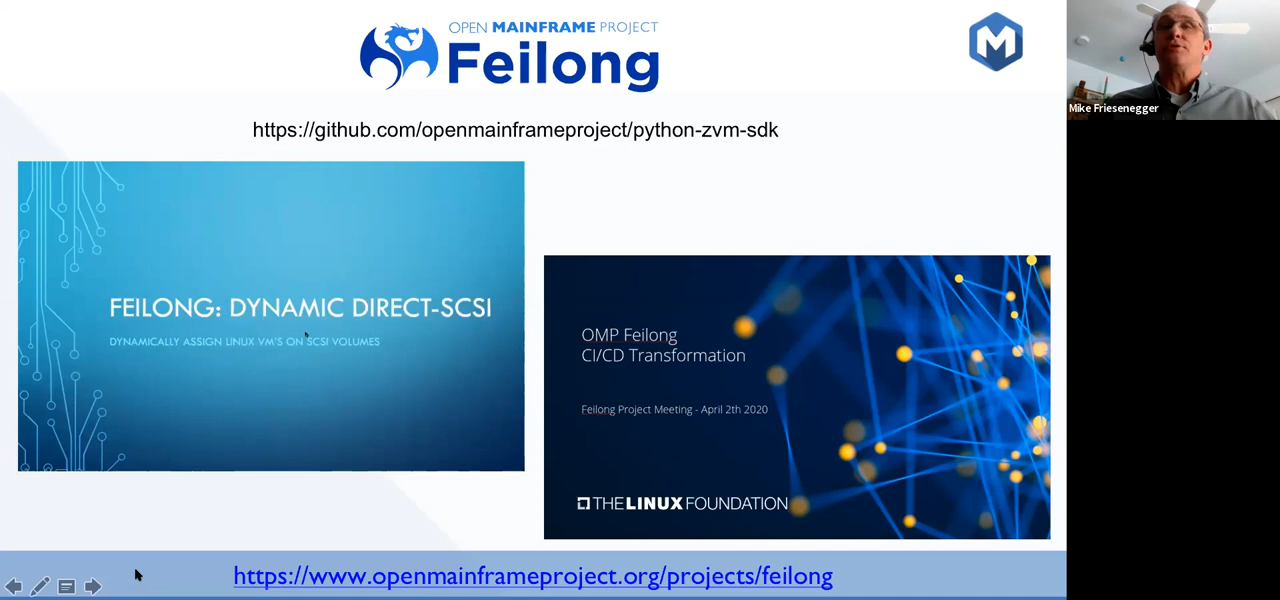 OPEN MAINFRAME PROJECT
Feilong
M
Mike Friesenegger
https://github.com/openmainframeproject/python-zvm-sdk
FEILONG: DYNAMIC DIRECT-SCSI
DYNAMICALLY ASSIGN LINUX VM'S ON SCSI VOLUMES
OMP Feilong
CI/CD Transformation
Feilong Project Meeting - April 2th 2020
THE LINUX FOUNDATION
https://www.openmainframeproject.org/projects/feilong